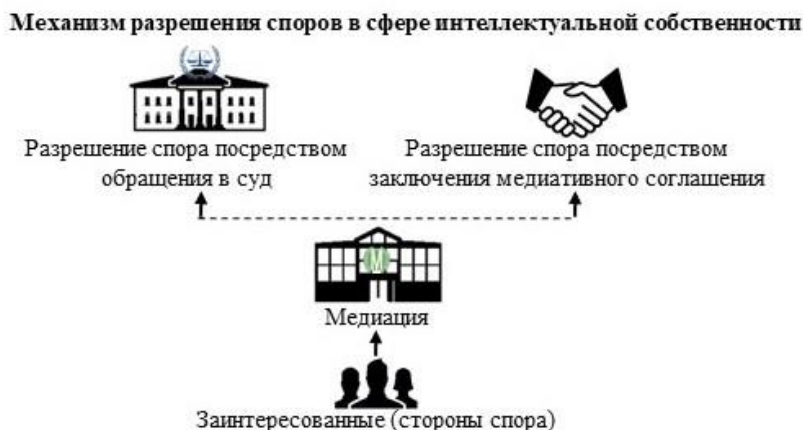 Механизм разрешения споров в сфере интеллектуальной собственности
Разрешение спора посредством
обращения в суд
Разрешение спора посредством
заключения медиативного соглашения
М
Медиация
Заинтересованные (стороны спора)